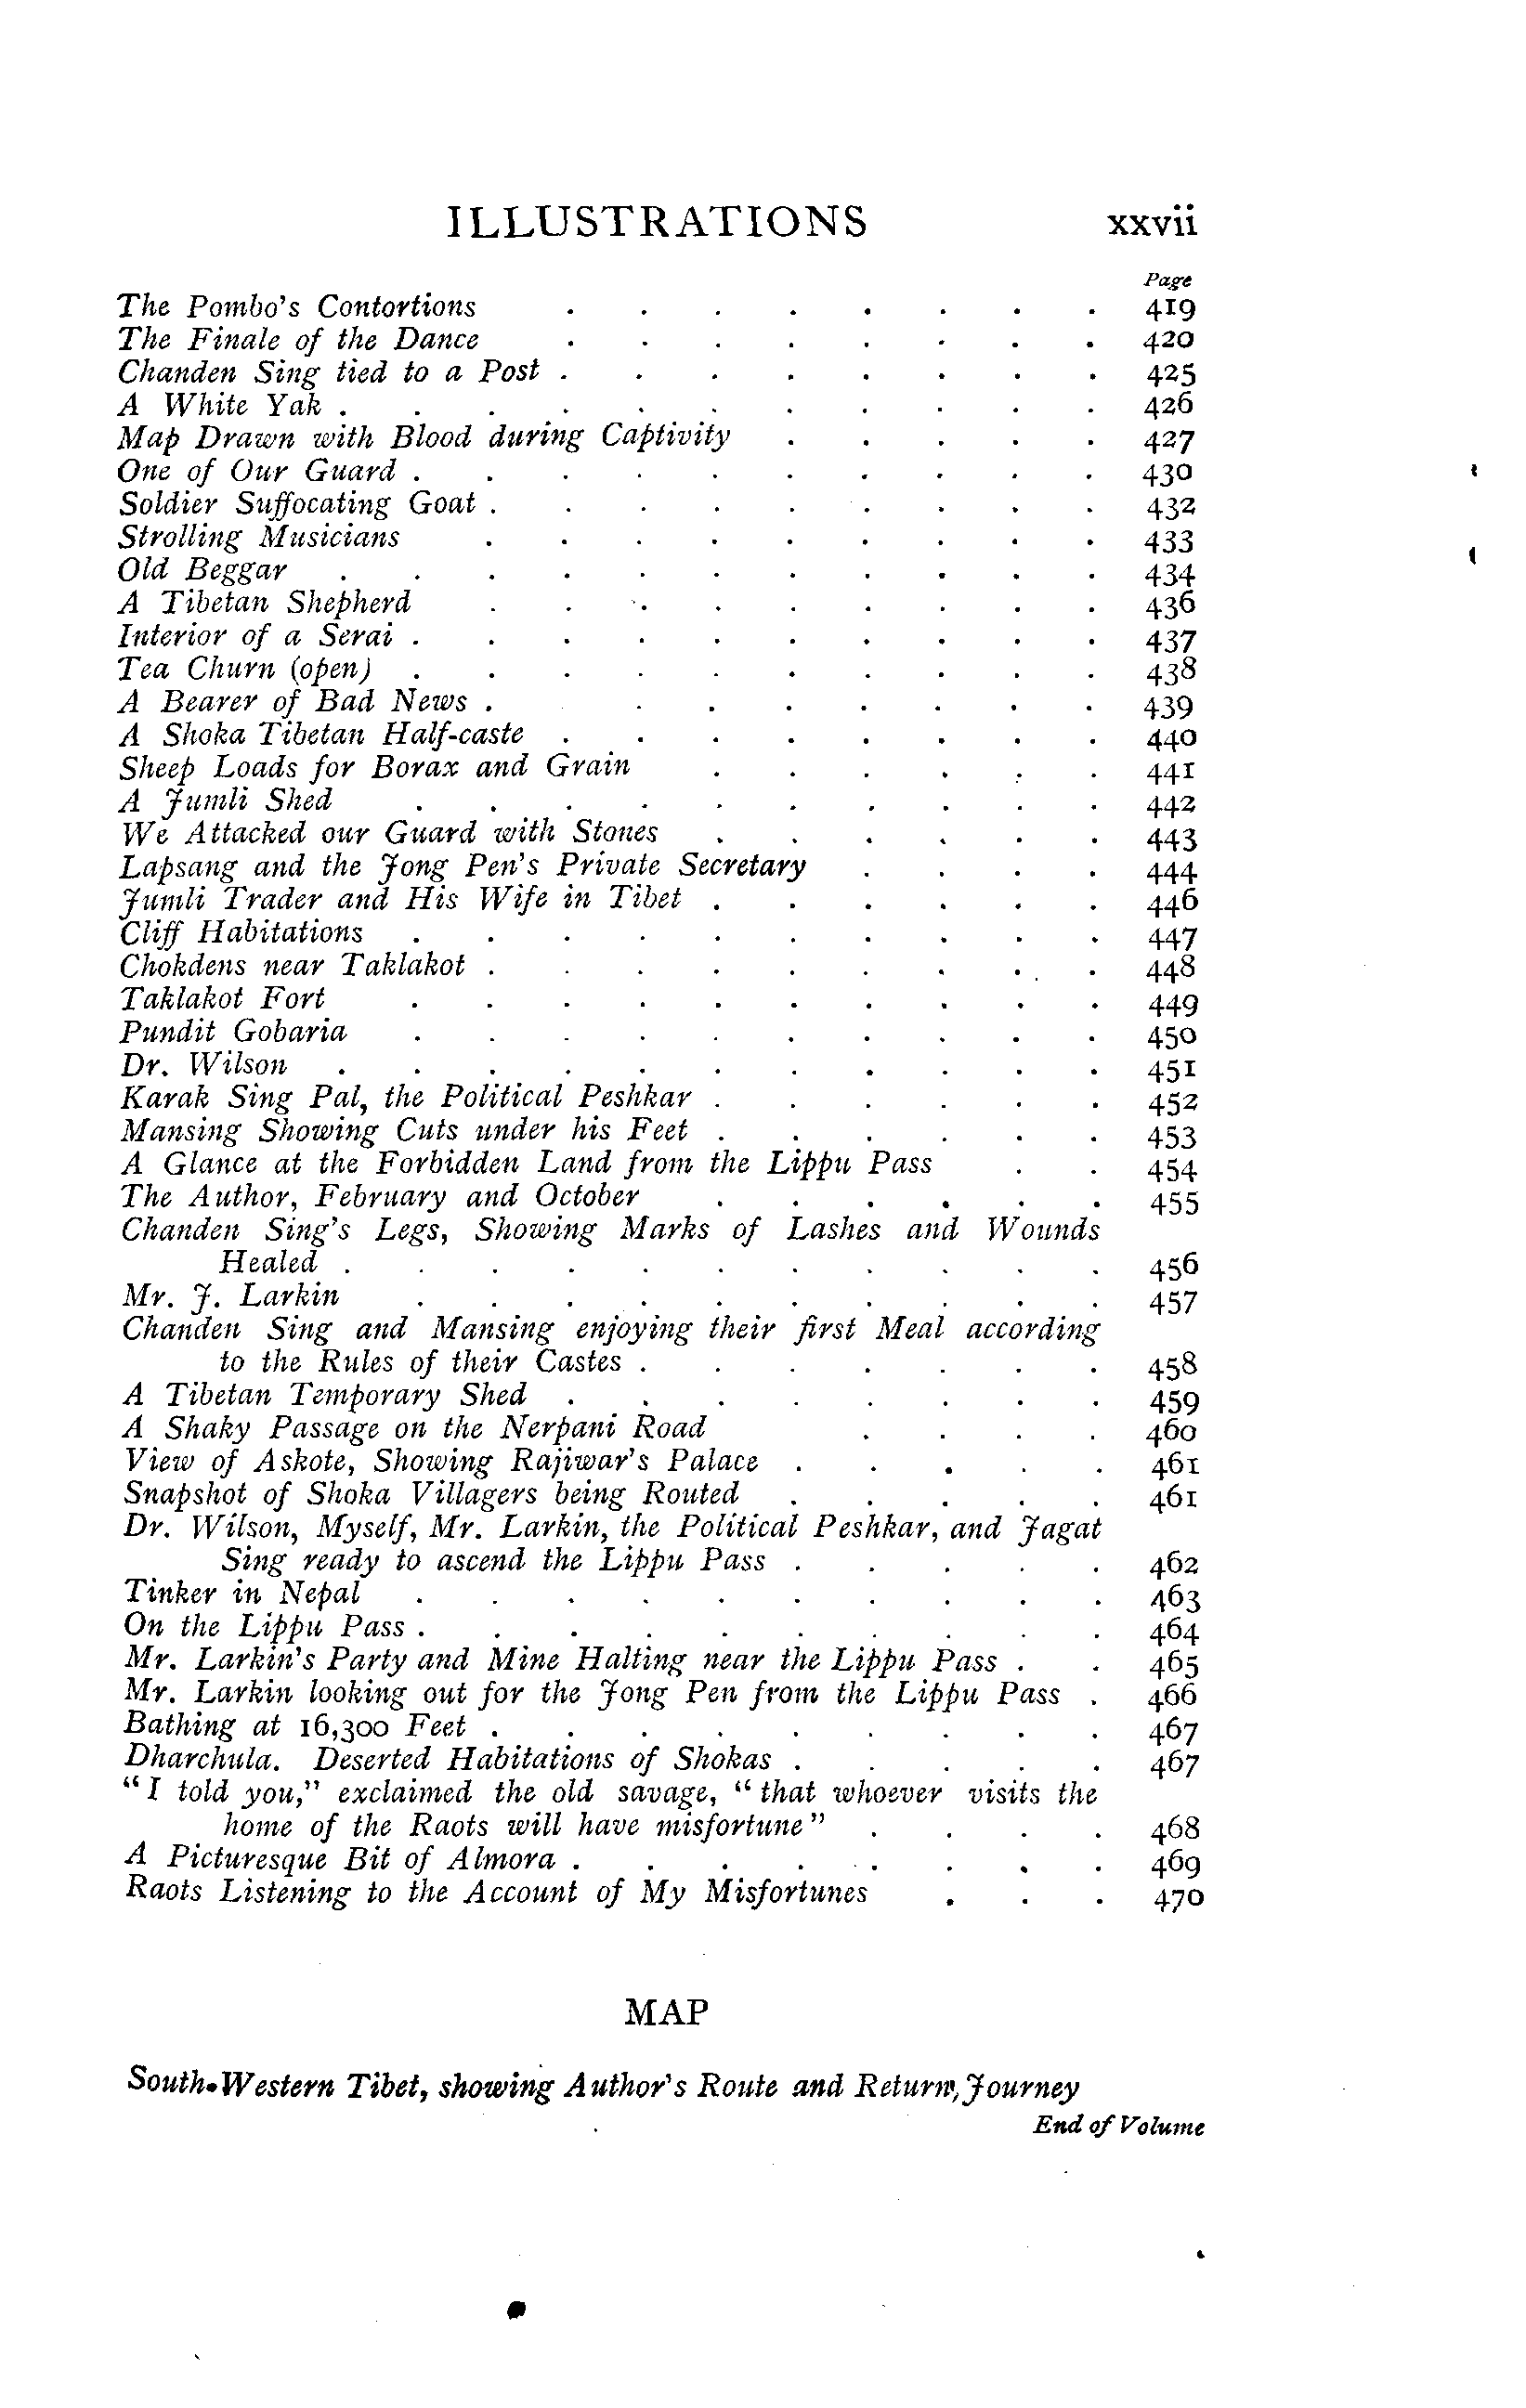 ILLUSTRATIONS xxvii
Page
The Pombo's Contortions . . . . . . . . 419
The Finale of the Dance . . . . . . . . 420
Chanden Sing tied to a Post . . . . . . . . 425
A White Yak . . . . . . . . . . . 426
Map Drawn with Blood during Captivity . . . . . 427
One of Our Guard . . . . . . . . . . 430
Soldier Suffocating Goat . . . . . . . . . 432
Strolling Musicians . . . . . . . . . 433
Old Beggar . . . . . . . . . . . 434
A Tibetan Shepherd . . . . . . . . . 436
Interior of a Serai . . . . . . . . . . 437
Tea Churn (open) . . . . . . . . . . 438
A Bearer of Bad News . . . . . . . . 439
A Shoka Tibetan Half-caste . . . . . . . . 440
Sheep Loads for Borax and Grain . . . . . . 441
A Jumli Shed . . . . . . . . . . 442
We Attacked our Guard with Stones . . . . . . 443
Lapsang and the Jong Pen's Private Secretary . . . . 444
Jumli Trader and His Wife in Tibet . . . . . . 446
Cliff Habitations . . . . . . . . . . 447
Chokdens near Taklakot . . . . . . . . . 448
Taklakot Fort . . . . . . . . . . 449
Pundit Gobaria . . . . . . . . . . 450
Dr. Wilson . . . . . . . . . . . 451
Karak Sing Pal, the Political Peshkar . . . . . . 452
Mansing Showing Cuts under his Feet . . . . . . 453
A Glance at the Forbidden Land from the Lippu Pass . . 454
The Author, February and October . . . . . . 455
Chanden Sing's Legs, Showing Marks of Lashes and Wounds
Healed . . . . . . . . . . . 456
Mr. J. Larkin . . . . . . . . . . 457
Chanden Sing and Mansing enjoying their first Meal according
to the Rules of their Castes . . . . . . . 458
A Tibetan Temporary Shed . . . . . . . . 459
A Shaky Passage on the Nerpani Road . . . . 460
View of Askote, Showing Rajiwar's Palace . . . . . 461
Snapshot of Shoka Villagers being Routed . . . . . 461
Dr. Wilson, Myself, Mr. Larkin, the Political Peshkar, and Jagat
Sing ready to ascend the Lippu Pass . . . . . 462
Tinker in Nepal . . . . . . . . . . 463
On the Lippu Pass . . . . . . . . . . 464
Mr. Larkin's Party and Mine Halting near the Lippu Pass . . 465
Mr. Larkin looking out for the Jong Pen from the Lippu Pass . 466
Bathing at 16,300 Feet . . . . . . . . . 467
Dharchula. Deserted Habitations of Shokas . . . . . 467
"I told you," exclaimed the old savage, "that whoever visits the
home of the Raots will have misfortune" . . . . 468
A Picturesque Bit of Almora . . . . . . . . 469
Raots Listening to the Account of My Misfortunes . . . 470
MAP
South-Western Tibet, showing Author's Route and Return Journey
End of Volume